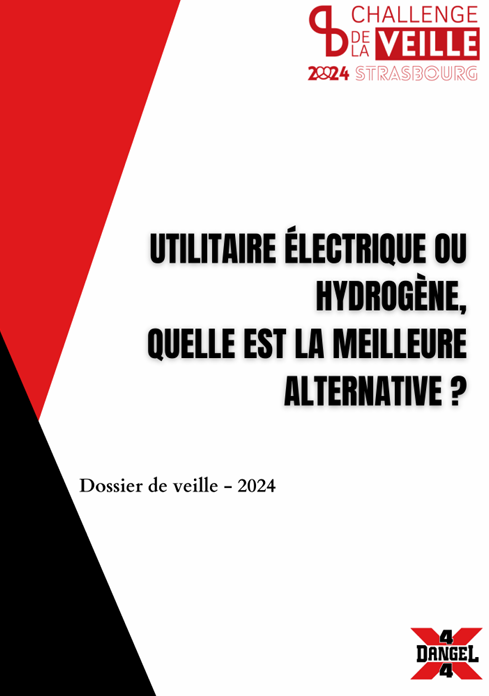 CHALLENGE
DE
LA
VEILLE
2024 STRASBOURG
UTILITAIRE ÉLECTRIQUE OU
HYDROGÈNE,
QUELLE EST LA MEILLEURE
ALTERNATIVE ?
Dossier de veille - 2024
4
DANGEL
4